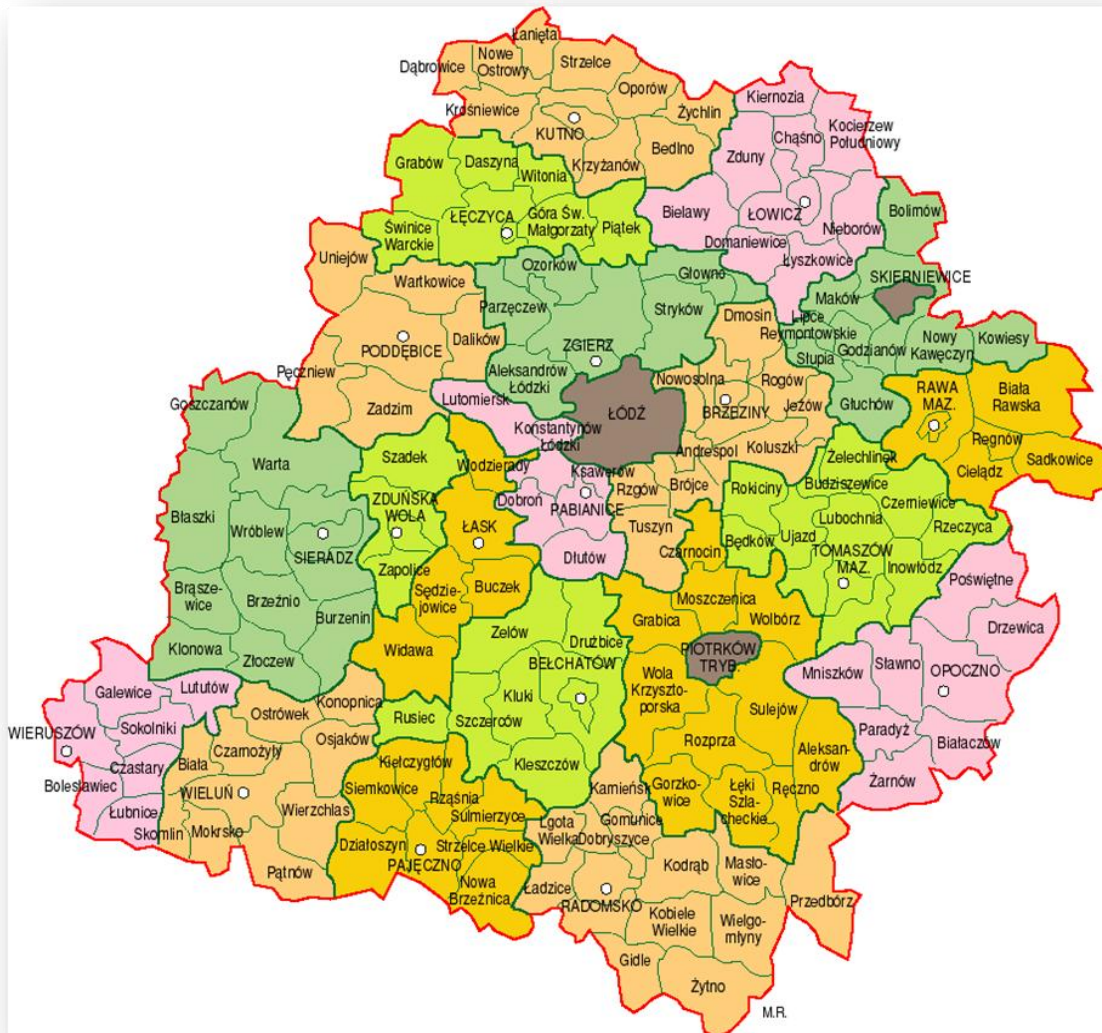 Łanięta
Dąbrowice
Nowe
Ostrowy
Strzelce
Oporów
Żychlin
Krośniewice
KUTNO
Krzyżanów
Bedlno
Kiernozia
Chąśno
Kocierzew
Południowy
Zduny
Bielawy
ŁOWICZ
Nieborów
Domaniewice
Łyszkowice
Bolimów
Grabów
Daszyna
Witonia
Świnice
Warckie
ŁĘCZYCA
Góra Św.
Małgorzaty
Piątek
Uniejów
Wartkowice
PODDĘBICE
Dalików
Pęczniew
Zadzim
Ozorków
Głowno
Parzęczew
Stryków
ZGIERZ
Aleksandrów
Łódzki
SKIERNIEWICE
Maków
Lipce
Reymontowskie
Słupia
Godzianów
Nowy
Kawęczyn
Kowiesy
Głuchów
Dmosin
Nowosolna
Rogów
BRZEZINY
Jeżów
Andrespol
Koluszki
Rzgów
Brójce
Tuszyn
ŁÓDŹ
RAWA
MAZ.
Biała
Rawska
Regnów
Cielądz
Sadkowice
Lutomiersk
Konstantynów
Łódzki
Ksawerów
Dobroń
PABIANICE
Dłutów
Goszczanów
Warta
Błaszki
Wróblew
SIERADZ
Brąsze-
wice
Brzeźnio
Burzenin
Klonowa
Złoczew
Szadek
ZDUŃSKA
WOLA
Zapolice
Wodzierady
ŁASK
Sędzie-
jowice
Buczek
Widawa
Żelechlinek
Rokiciny
Budziszewice
Czerniewice
Lubochnia
Rzeczyca
Będków
Ujazd
TOMASZÓW
MAZ.
Inowłódz
Czarnocin
Moszczenica
Grabica
Wolbórz
PIOTRKÓW
TRYB.
Wola
Krzyszto-
porska
Sulejów
Rozprza
Aleksan-
drów
Gorzko-
wice
Łęki
Szla-
checkie
Ręczno
Poświętne
Drzewica
Mniszków
Sławno
OPOCZNO
Paradyż
Białaczów
Żarnów
Zelów
Drużbice
BEŁCHATÓW
Kluki
Szczerców
Rusiec
Kleszczów
Galewice
Lututów
WIERUSZÓW
Sokolniki
Czastary
Bolesławiec
Łubnice
Konopnica
Ostrówek
Osjaków
Czarnożyły
Biała
WIELUŃ
Wierzchlas
Skomlin
Mokrsko
Pątnów
Kiełczygłów
Siemkowice
Rząśnia
Sulmierzyce
Działoszyn
Strzelce Wielkie
PAJĘCZNO
Nowa
Brzeźnica
Kamieńsk
Gomunice
Lgota
Wielka
Dobryszyce
Ładzice
RADOMSKO
Kodrąb
Masło-
wice
Przedbórz
Kobiele
Wielkie
Wielgo-
młyny
Gidle
Żytno
M.R.